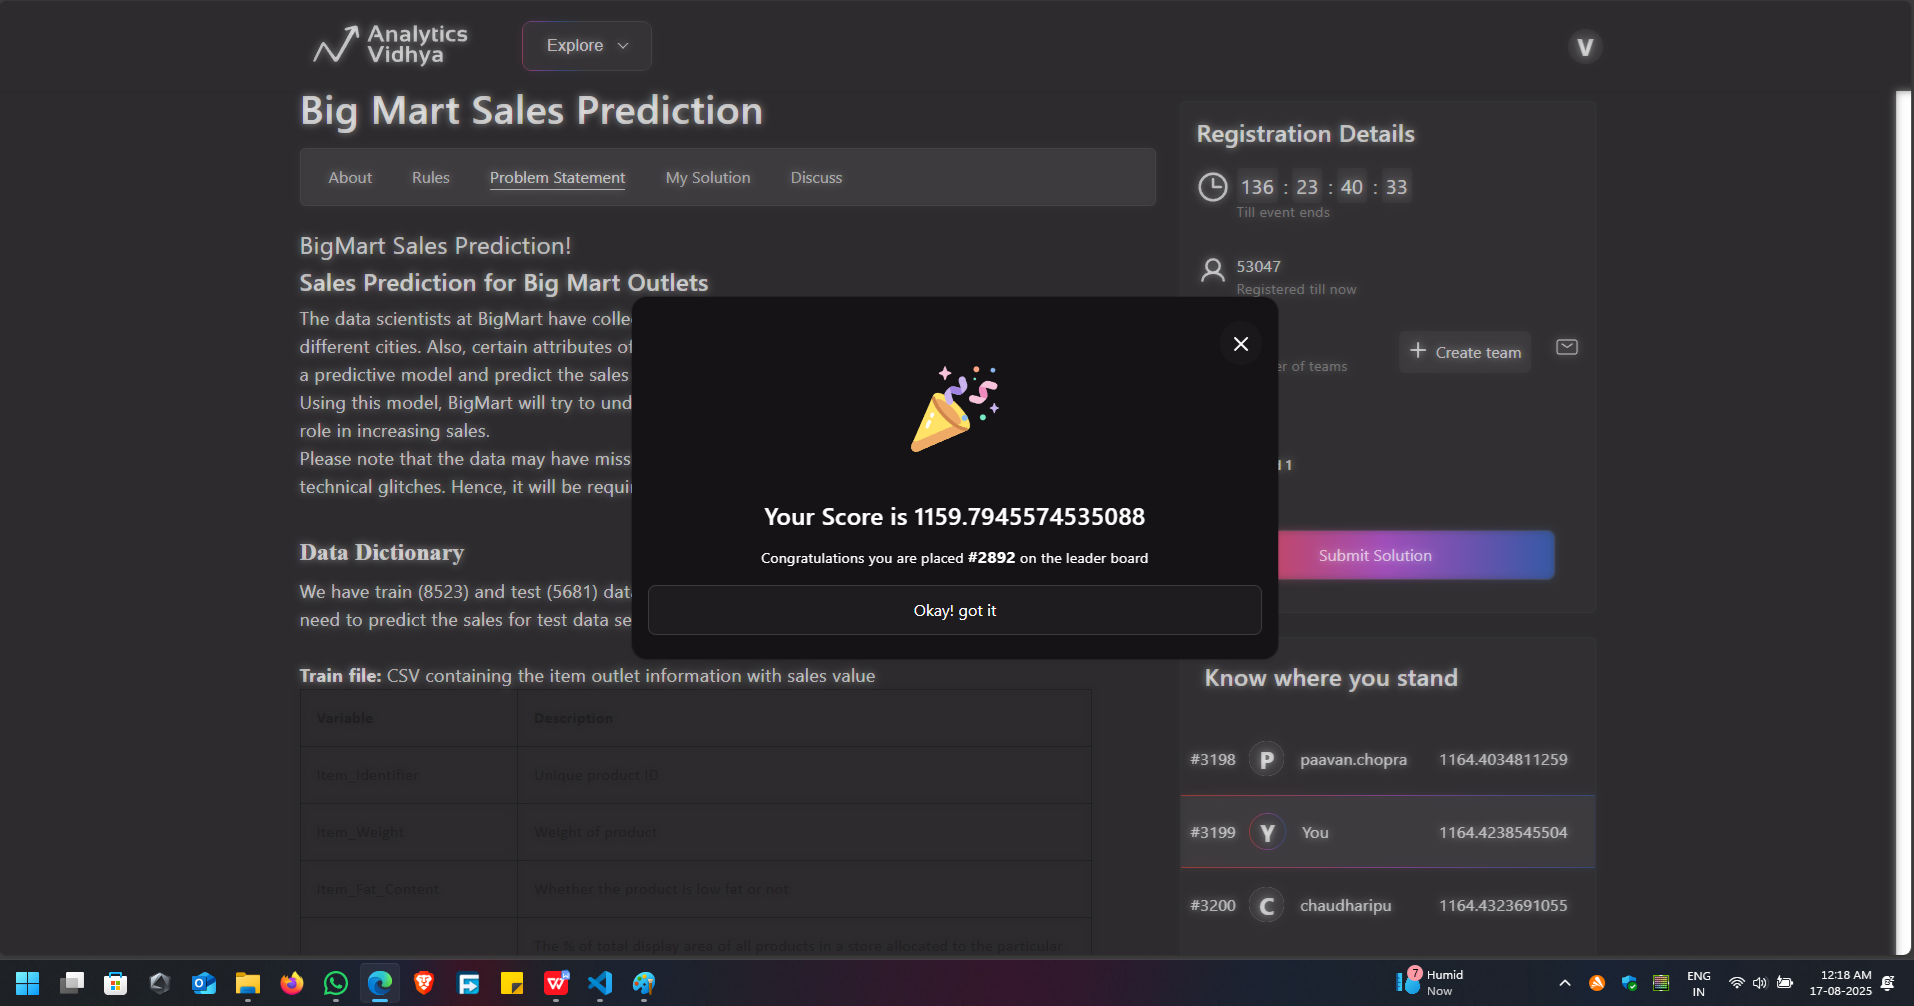 Analytics
Vidhya
Explore
V
Big Mart Sales Prediction
About
Rules
Problem Statement
My Solution
Discuss
BigMart Sales Prediction!
Sales Prediction for Big Mart Outlets
The data scientists at BigMart have colle
different cities. Also, certain attributes of
a predictive model and predict the sales
Using this model, BigMart will try to und
role in increasing sales.
Please note that the data may have miss
technical glitches. Hence, it will be requi
Data Dictionary
We have train (8523) and test (5681) dat
need to predict the sales for test data se
Train file: CSV containing the item outlet information with sales value
Variable
Description
Item_Identifier
Unique product ID
Item_Weight
Weight of product
Item_Fat_Content
Whether the product is low fat or not
The % of total display area of all products in a store allocated to the particular
Your Score is 1159.7945574535088
Congratulations you are placed #2892 on the leader board
Okay! got it
Registration Details
136 : 23 : 40 : 33
Till event ends
53047
Registered till now
r of teams
Create team
1
Submit Solution
Know where you stand
#3198 P paavan.chopra 1164.4034811259
#3199 Y You 1164.4238545504
#3200 C chaudharipu 1164.4323691055
7
Humid
Now
ENG
IN
12:18 AM
17-08-2025